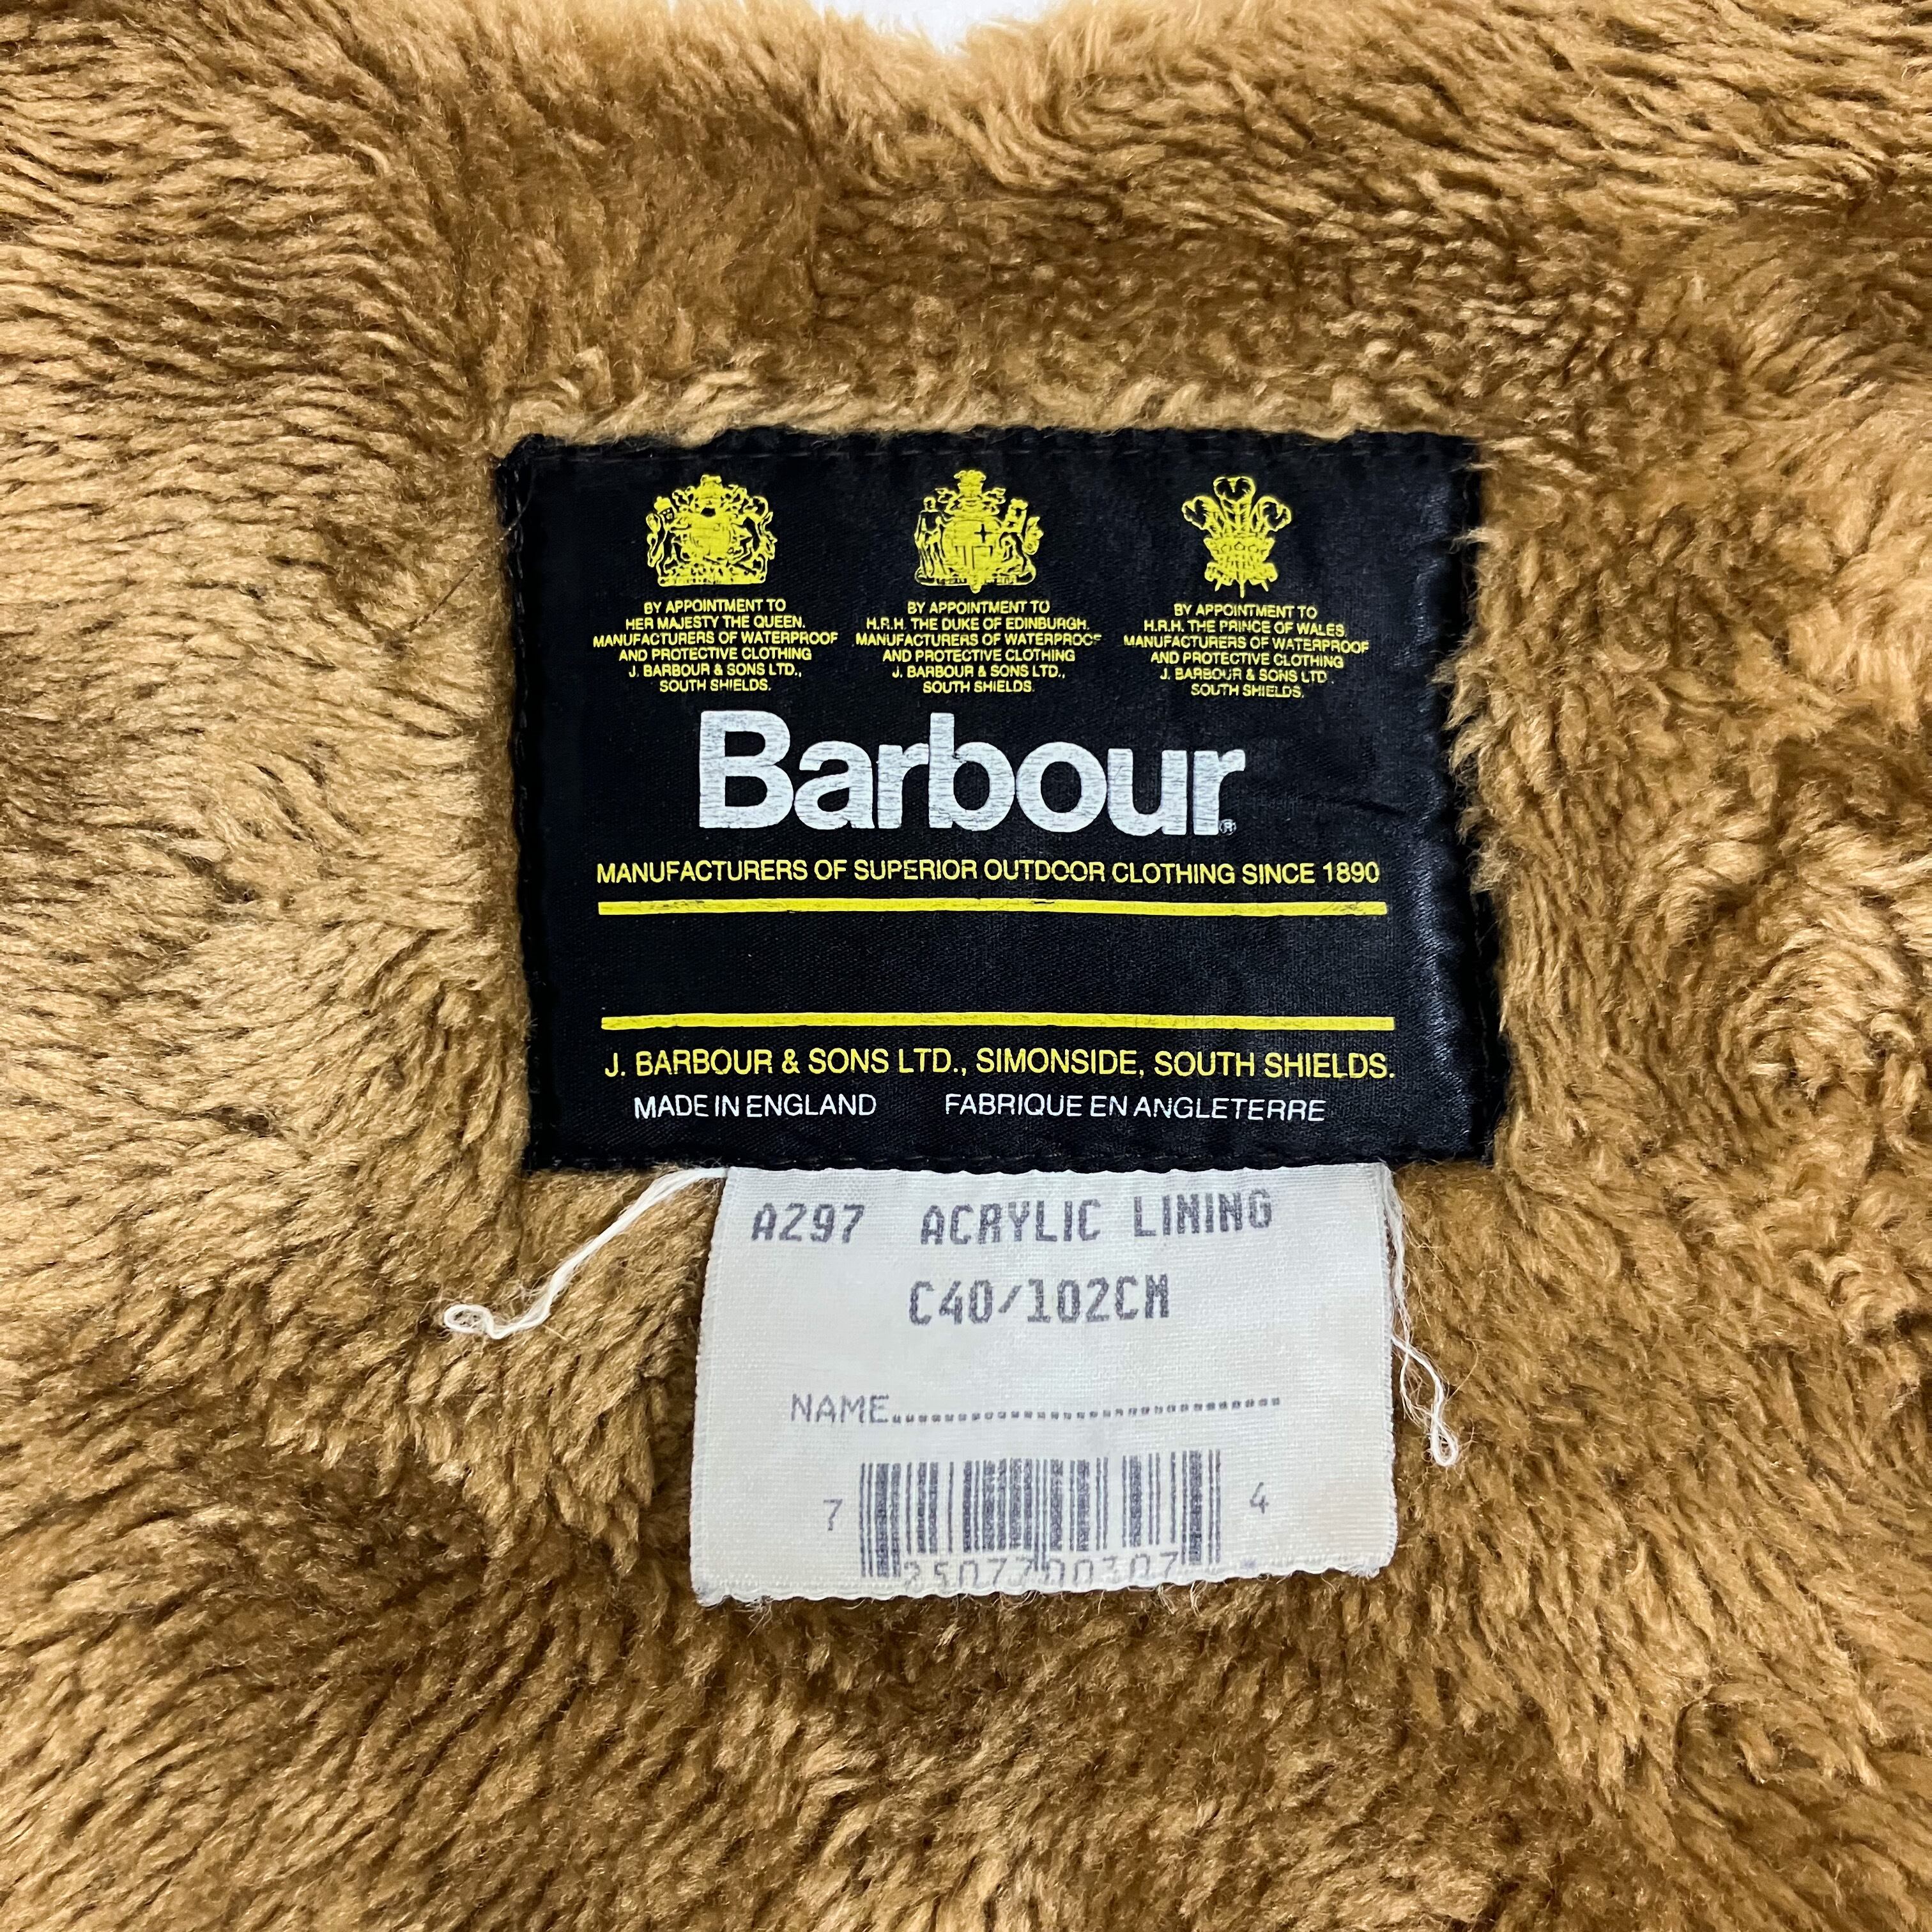 BY APPOINTMENT TO
HER MAJESTY THE QUEEN.
MANUFACTURERS OF WATERPROOF
AND PROTECTIVE CLOTHING
J. BARBOUR & SONS LTD.,
SOUTH SHIELDS.
BY APPOINTMENT TO
H.R.H. THE DUKE OF EDINBURGH.
MANUFACTURERS OF WATERPROOF
AND PROTECTIVE CLOTHING
J. BARBOUR & SONS LTD.,
SOUTH SHIELDS.
BY APPOINTMENT TO
H.R.H. THE PRINCE OF WALES
MANUFACTURERS OF WATERPROOF
AND PROTECTIVE CLOTHING
J. BARBOUR & SONS LTD.
SOUTH SHIELDS.
Barbour®
MANUFACTURERS OF SUPERIOR OUTDOOR CLOTHING SINCE 1890
J. BARBOUR & SONS LTD., SIMONSIDE, SOUTH SHIELDS.
MADE IN ENGLAND FABRIQUE EN ANGLETERRE
A297 ACRYLIC LINING
C40/102CM
NAME..............................
7 4